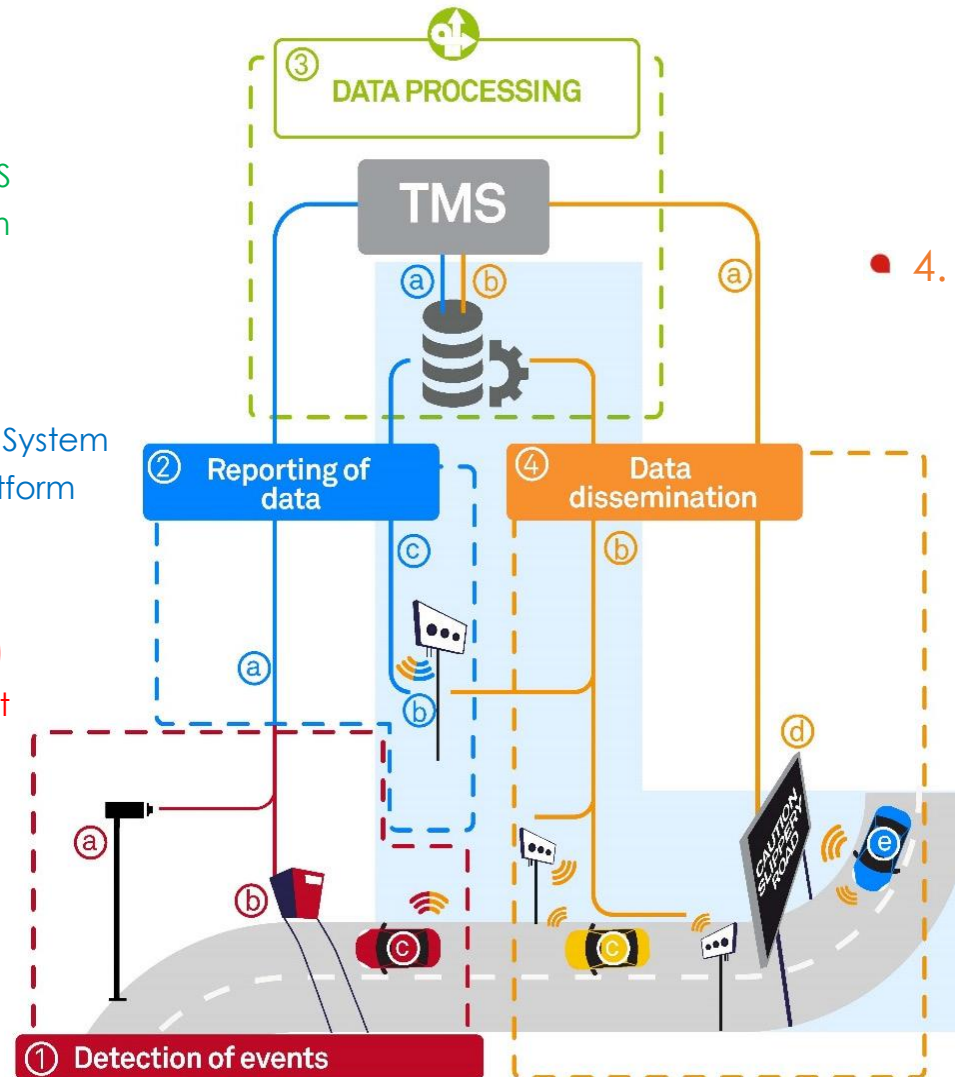 ③
DATA PROCESSING
S
n
TMS
ⓐ
ⓑ
ⓐ
4.
System
tform
② Reporting of
data
④ Data
dissemination
ⓒ
ⓑ
ⓐ
)
t
ⓑ
ⓓ
ⓐ
CAUTION
SLIPPERY
ROAD
ⓔ
ⓑ
ⓒ
ⓒ
① Detection of events